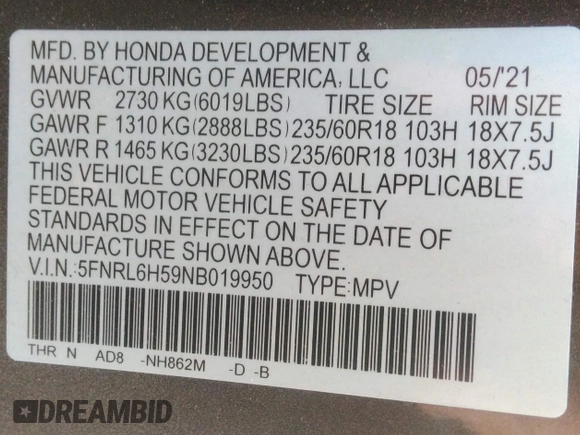 MFD. BY HONDA DEVELOPMENT &
MANUFACTURING OF AMERICA, LLC 05/'21
GVWR 2730 KG(6019LBS) TIRE SIZE RIM SIZE
GAWR F 1310 KG(2888LBS) 235/60R18 103H 18X7.5J
GAWR R 1465 KG(3230LBS) 235/60R18 103H 18X7.5J
THIS VEHICLE CONFORMS TO ALL APPLICABLE
FEDERAL MOTOR VEHICLE SAFETY
STANDARDS IN EFFECT ON THE DATE OF
MANUFACTURE SHOWN ABOVE.
V.I.N.:5FNRL6H59NB019950 TYPE:MPV
THR N AD8 -NH862M -D -B
DREAMBID